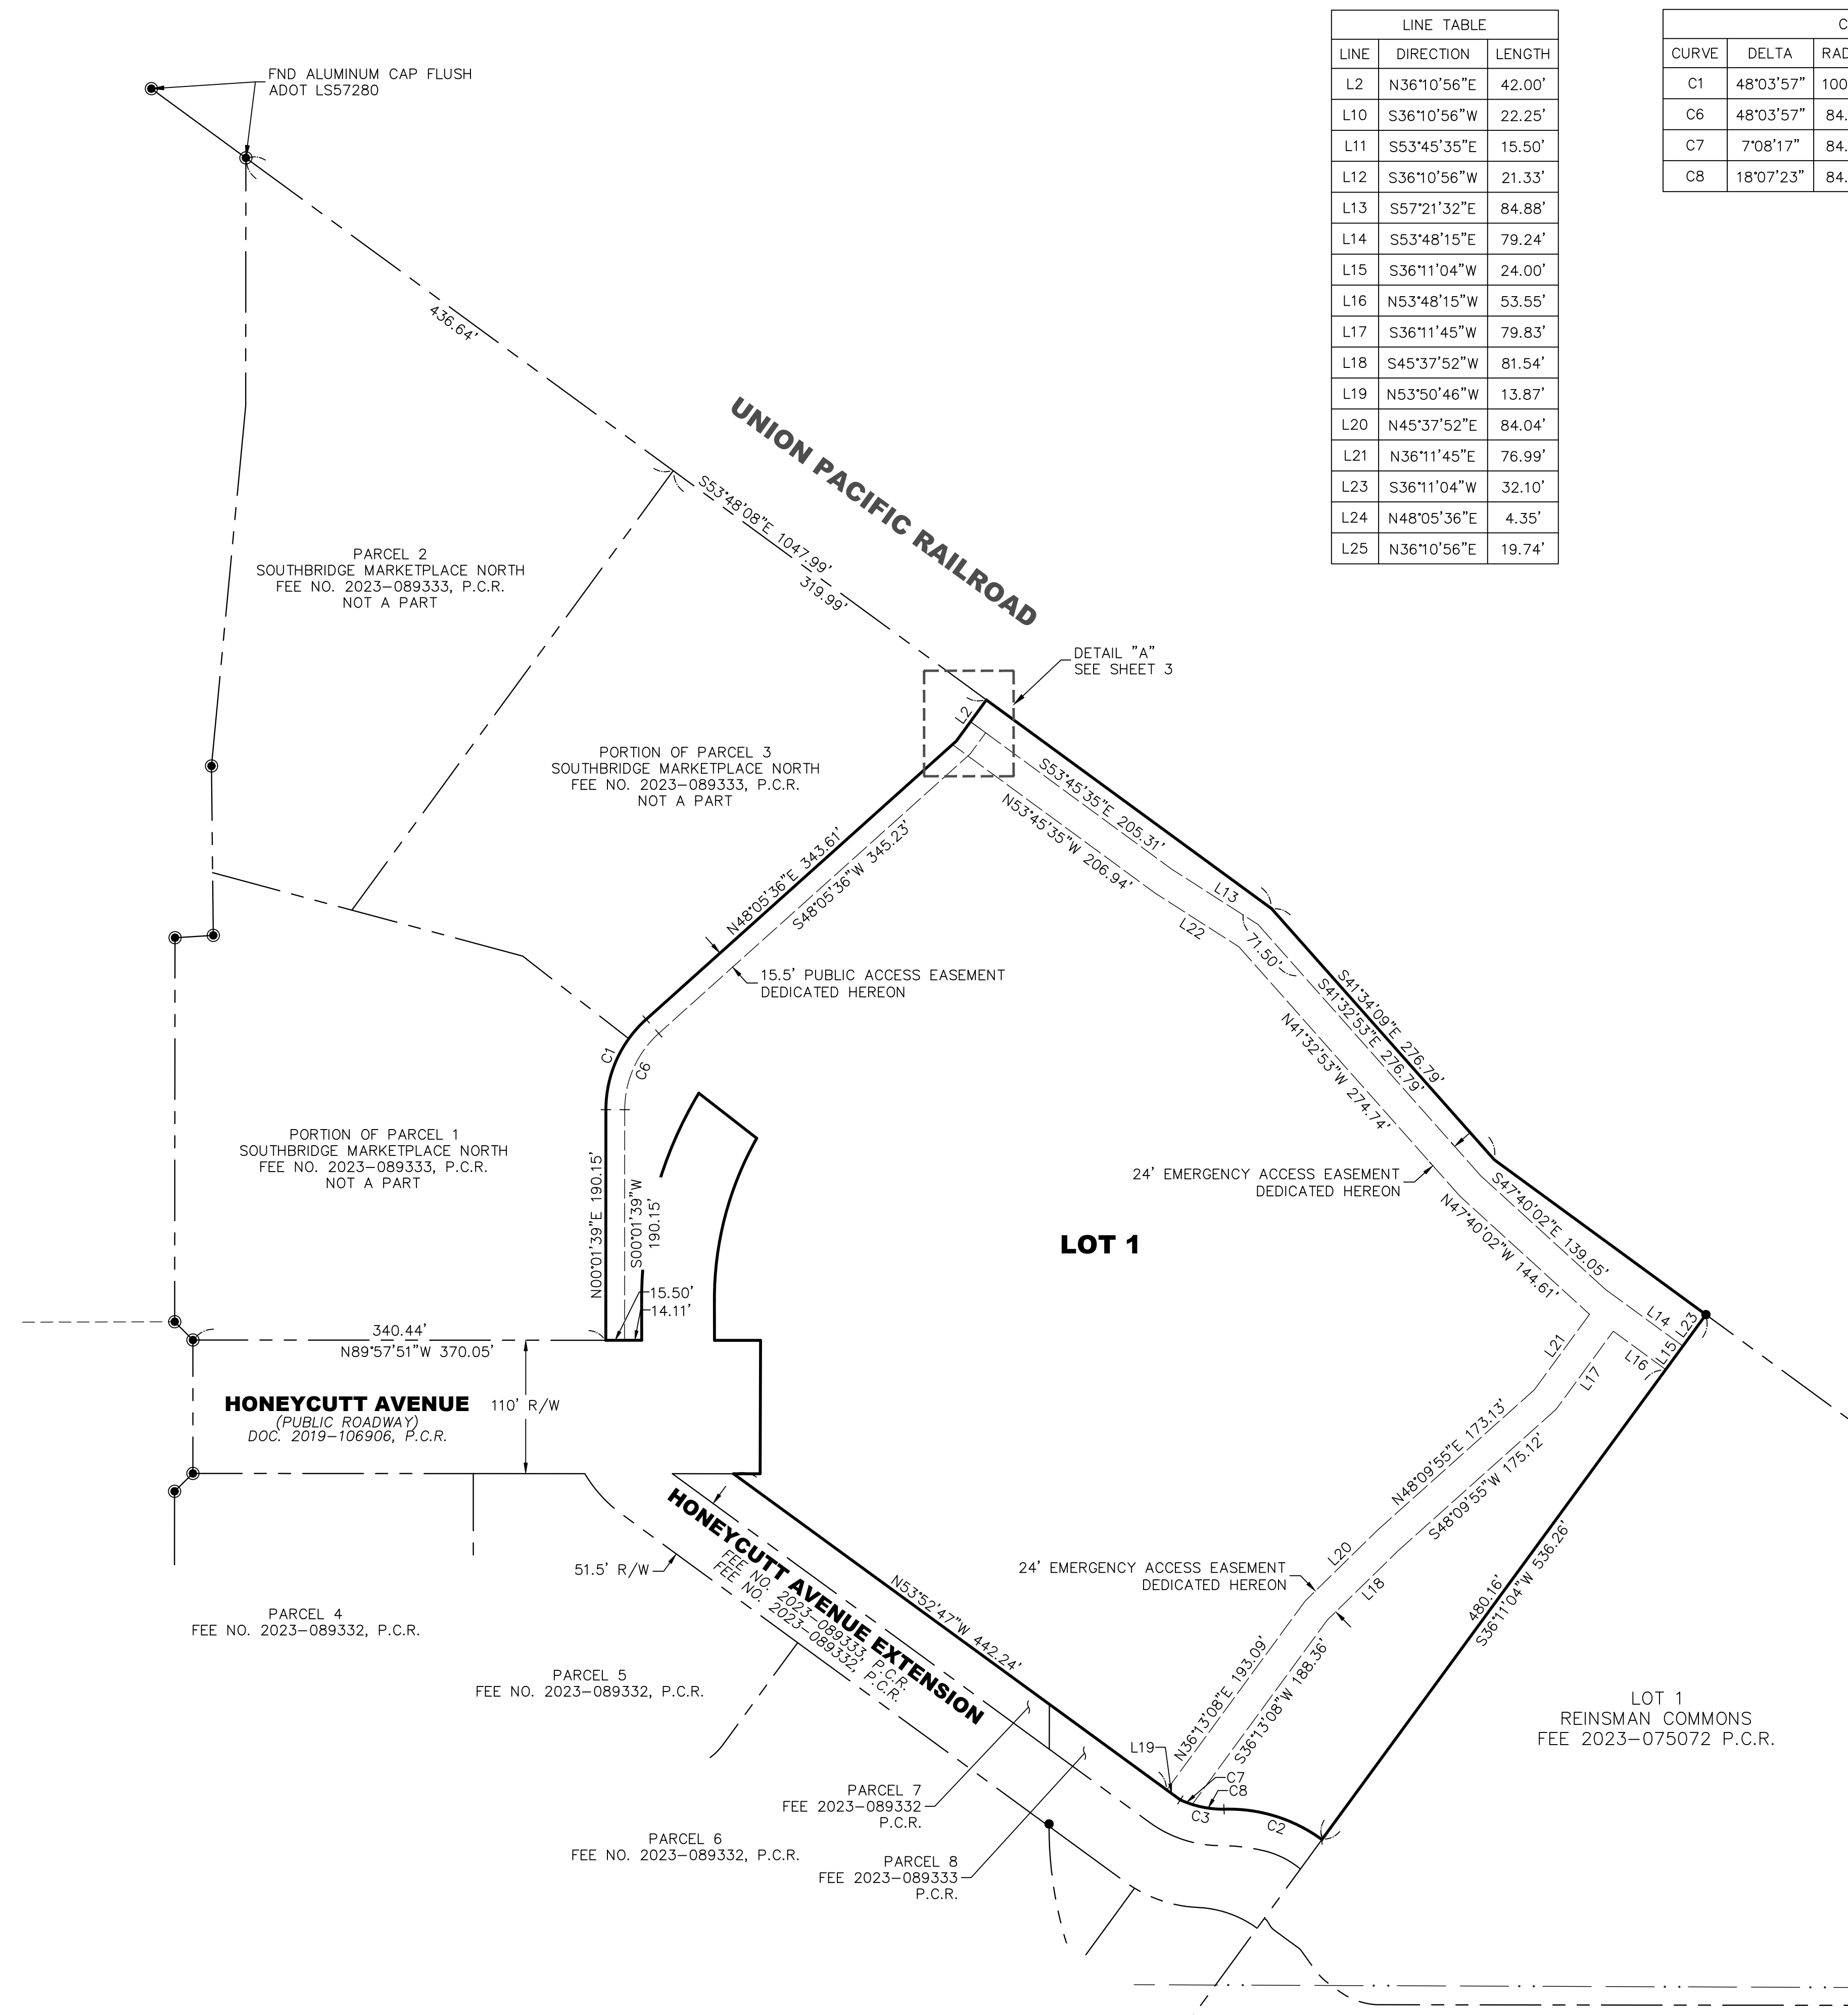 LINE TABLE
LINE DIRECTION LENGTH
L2 N36°10'56"E 42.00'
L10 S36°10'56"W 22.25'
L11 S53°45'35"E 15.50'
L12 S36°10'56"W 21.33'
L13 S57°21'32"E 84.88'
L14 S53°48'15"E 79.24'
L15 S36°11'04"W 24.00'
L16 N53°48'15"W 53.55'
L17 S36°11'45"W 79.83'
L18 S45°37'52"W 81.54'
L19 N53°50'46"W 13.87'
L20 N45°37'52"E 84.04'
L21 N36°11'45"E 76.99'
L23 S36°11'04"W 32.10'
L24 N48°05'36"E 4.35'
L25 N36°10'56"E 19.74'
C
CURVE DELTA RAD
C1 48°03'57" 100
C6 48°03'57" 84.
C7 7°08'17" 84.
C8 18°07'23" 84.
FND ALUMINUM CAP FLUSH
ADOT LS57280
436.64'
UNION PACIFIC RAILROAD
S53°48'08"E 1047.99'
319.99'
PARCEL 2
SOUTHBRIDGE MARKETPLACE NORTH
FEE NO. 2023-089333, P.C.R.
NOT A PART
DETAIL "A"
SEE SHEET 3
L2
PORTION OF PARCEL 3
SOUTHBRIDGE MARKETPLACE NORTH
FEE NO. 2023-089333, P.C.R.
NOT A PART
S53°45'35"E 205.31'
N53°45'35"W 206.94'
L13
L22
71.50'
N48°05'36"E 343.61'
S48°05'36"W 345.23'
15.5' PUBLIC ACCESS EASEMENT
DEDICATED HEREON
S41°34'09"E 276.79'
S41°32'53"E 276.79'
N41°32'53"W 274.74'
C1
C6
PORTION OF PARCEL 1
SOUTHBRIDGE MARKETPLACE NORTH
FEE NO. 2023-089333, P.C.R.
NOT A PART
24' EMERGENCY ACCESS EASEMENT
DEDICATED HEREON
N00°01'39"E 190.15'
S00°01'39"W
190.15'
LOT 1
S47°40'02"E 139.05'
N47°40'02"W 144.61'
15.50'
14.11'
L14
L23
L15
L16
L21
L17
340.44'
N89°57'51"W 370.05'
HONEYCUTT AVENUE
(PUBLIC ROADWAY)
DOC. 2019-106906, P.C.R.
110' R/W
N48°09'55"E 173.13'
S48°09'55"W 175.12'
HONEYCUTT AVENUE EXTENSION
FEE NO. 2023-089333, P.C.R.
FEE NO. 2023-089332, P.C.R.
51.5' R/W
N53°52'47"W 442.24'
24' EMERGENCY ACCESS EASEMENT
DEDICATED HEREON
L20
L18
480.16'
S36°11'04"W 536.26'
PARCEL 4
FEE NO. 2023-089332, P.C.R.
PARCEL 5
FEE NO. 2023-089332, P.C.R.
N36°13'08"E 193.09'
S36°13'08"W 188.36'
LOT 1
REINSMAN COMMONS
FEE 2023-075072 P.C.R.
L19
C7
C8
C3
C2
PARCEL 7
FEE 2023-089332
P.C.R.
PARCEL 6
FEE NO. 2023-089332, P.C.R.
PARCEL 8
FEE 2023-089333
P.C.R.